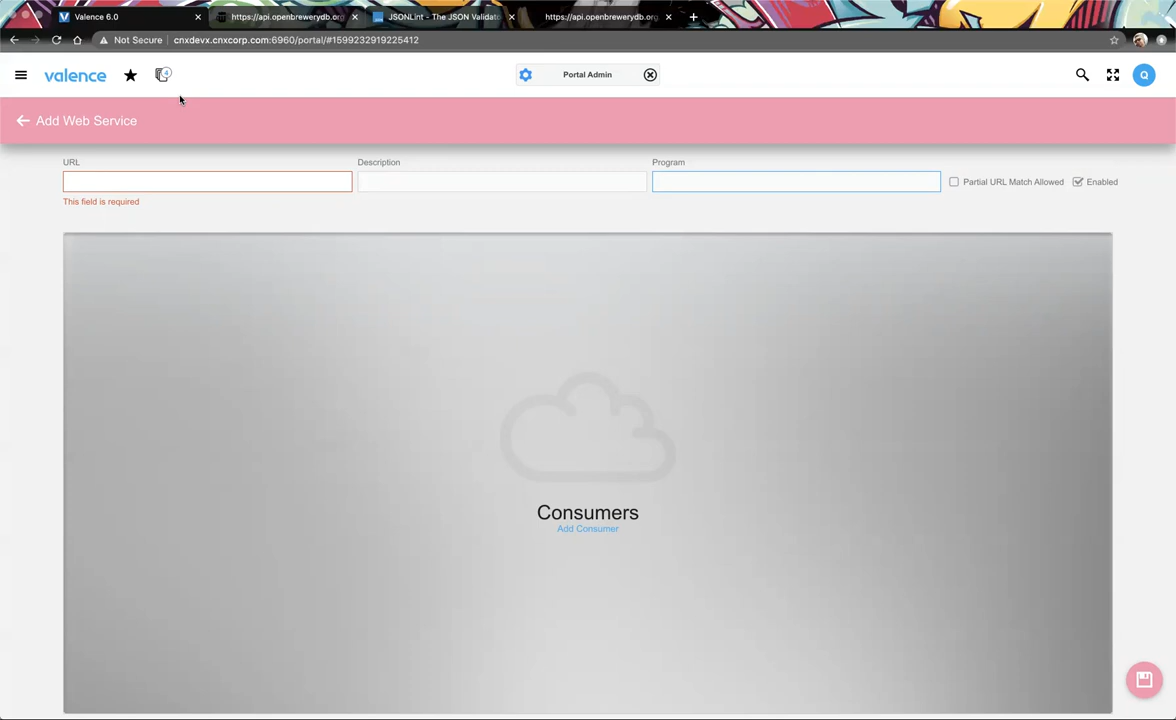 Valence 6.0
https://api.openbrewerydb.org
JSONLint - The JSON Validato
https://api.openbrewerydb.org
Not Secure
cnxdevx.cnxcorp.com:6960/portal/#1599232919225412
valence
4
Portal Admin
Q
Add Web Service
URL
Description
Program
Partial URL Match Allowed
Enabled
This field is required
Consumers
Add Consumer